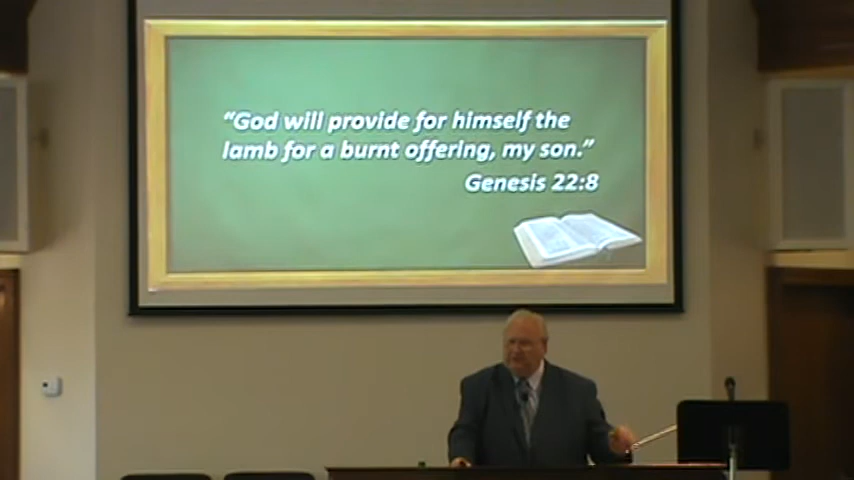 “God will provide for himself the
lamb for a burnt offering, my son.”
Genesis 22:8